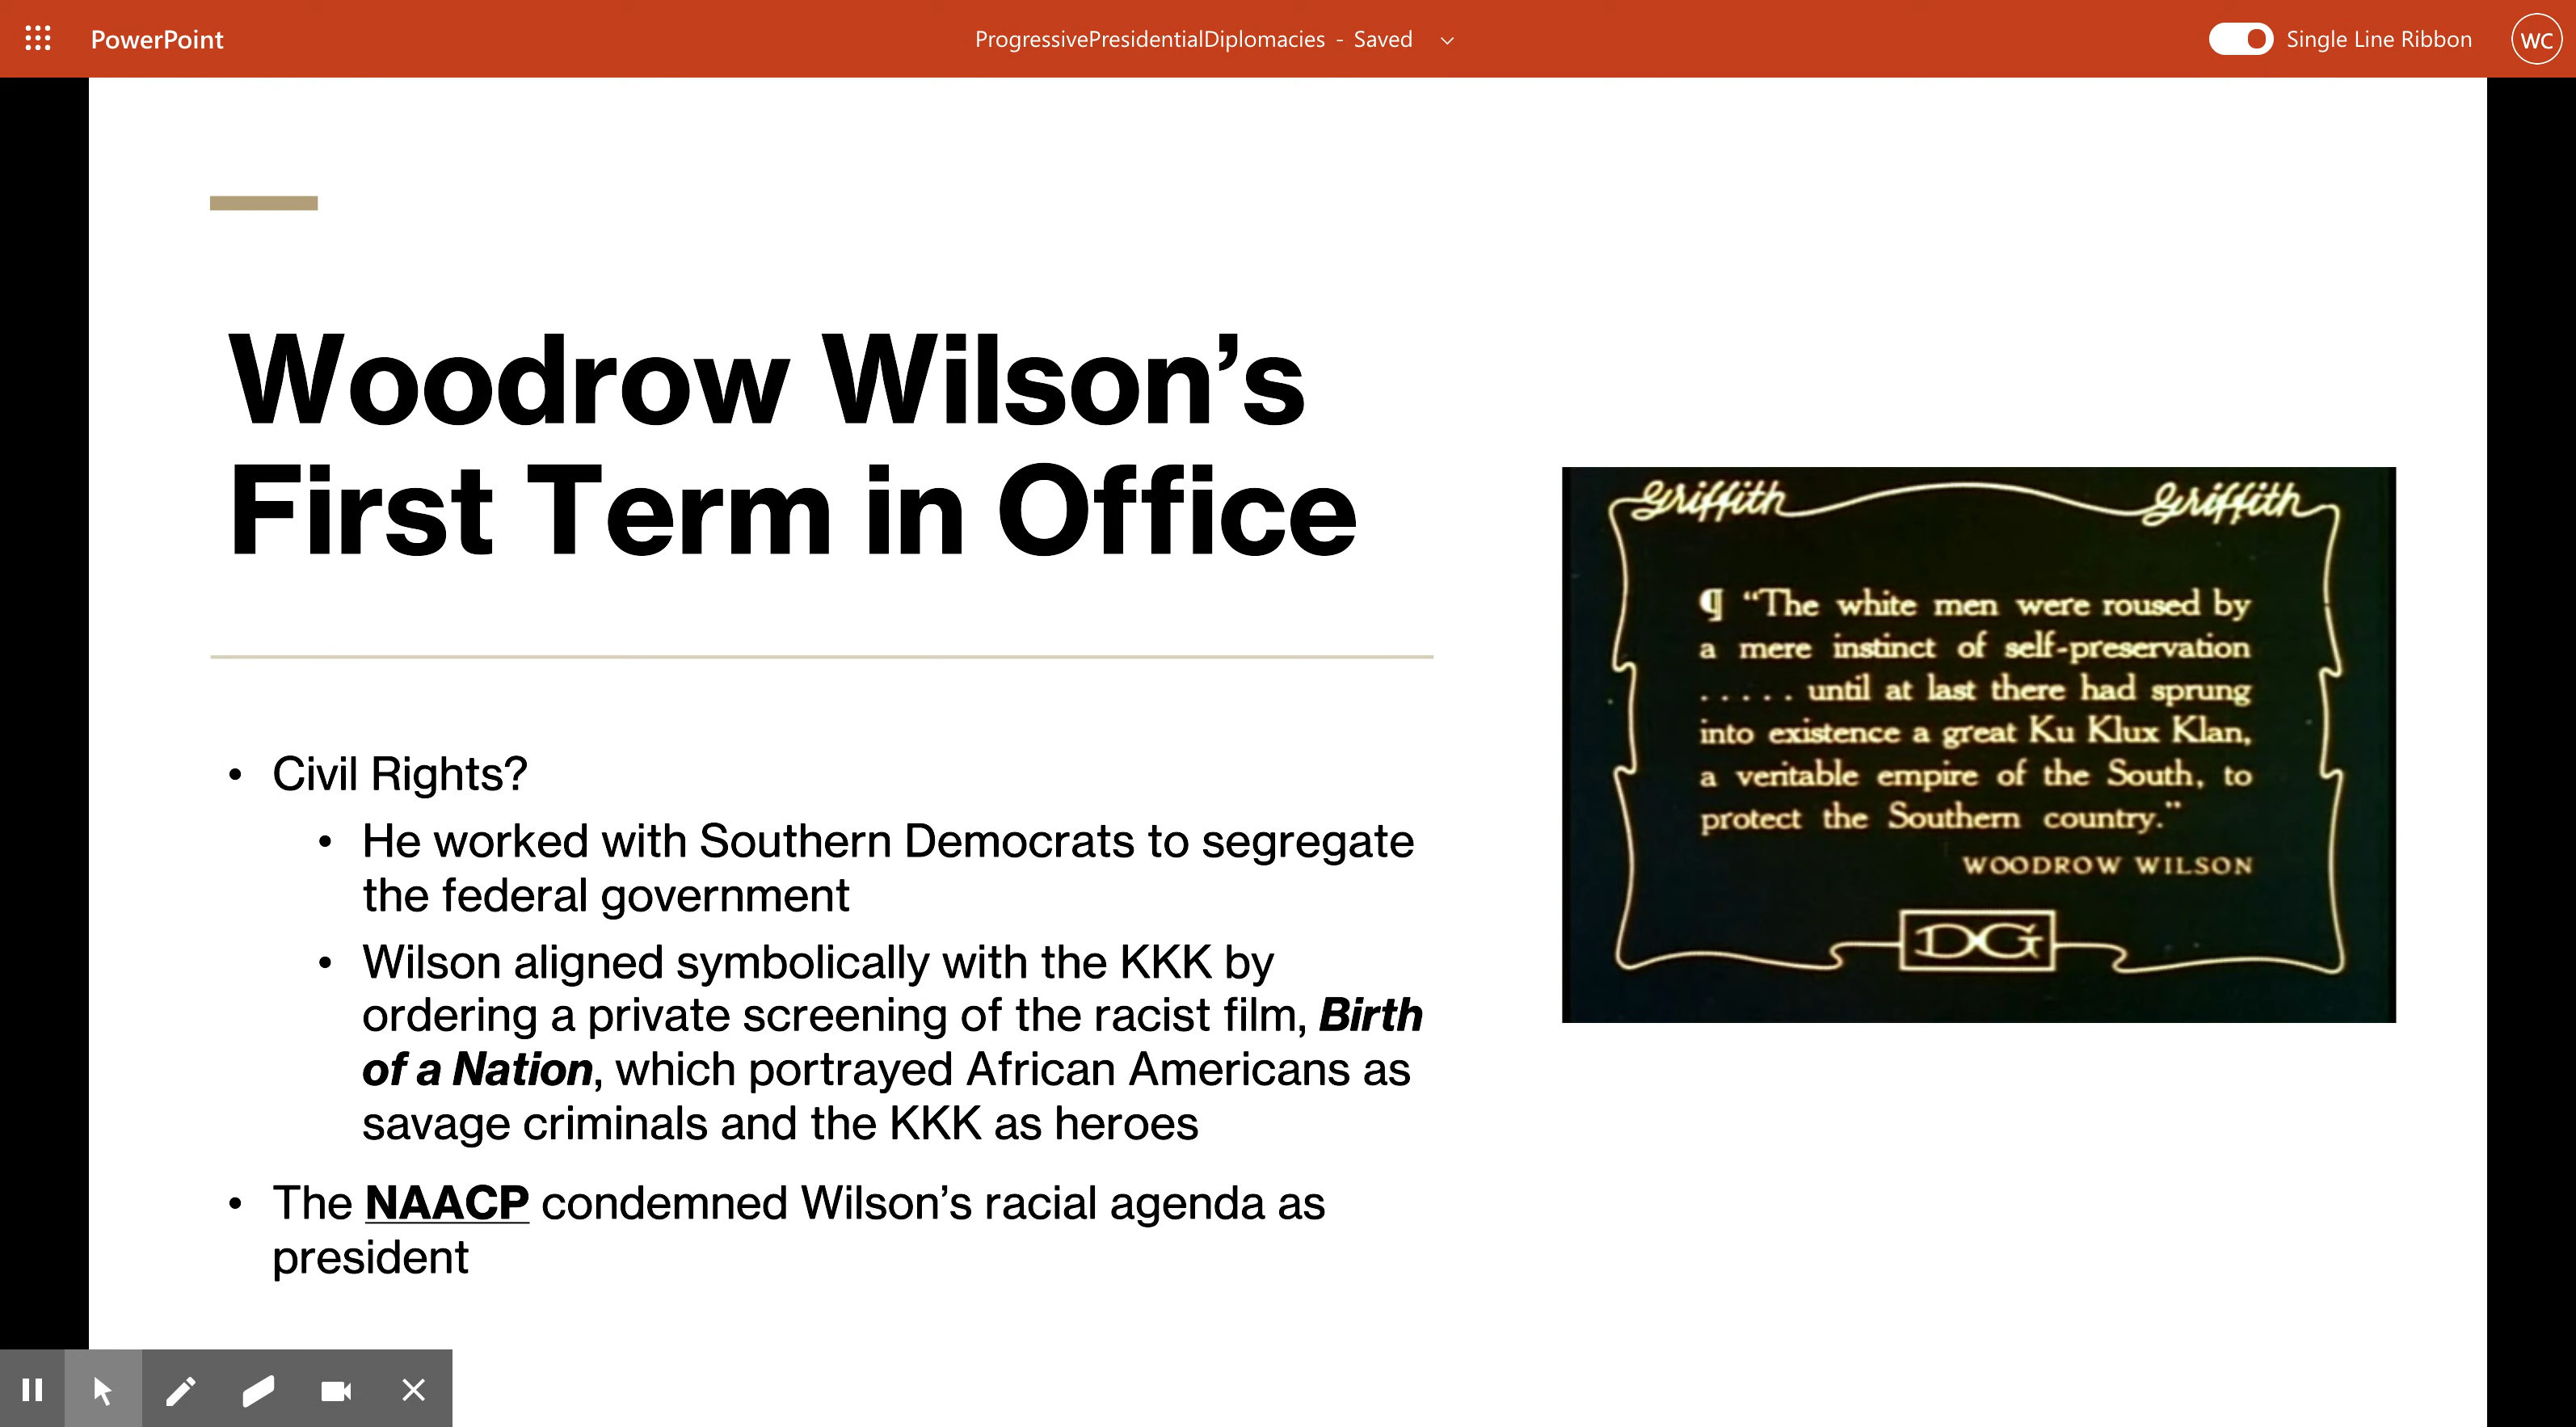 PowerPoint
ProgressivePresidentialDiplomacies - Saved
Single Line Ribbon
WC
Woodrow Wilson’s
First Term in Office
• Civil Rights?
• He worked with Southern Democrats to segregate
the federal government
• Wilson aligned symbolically with the KKK by
ordering a private screening of the racist film, Birth
of a Nation, which portrayed African Americans as
savage criminals and the KKK as heroes
• The NAACP condemned Wilson’s racial agenda as
president
Griffith Griffith
¶ “The white men were roused by
a mere instinct of self-preservation
. . . . . until at last there had sprung
into existence a great Ku Klux Klan,
a veritable empire of the South, to
protect the Southern country.”
WOODROW WILSON
DG